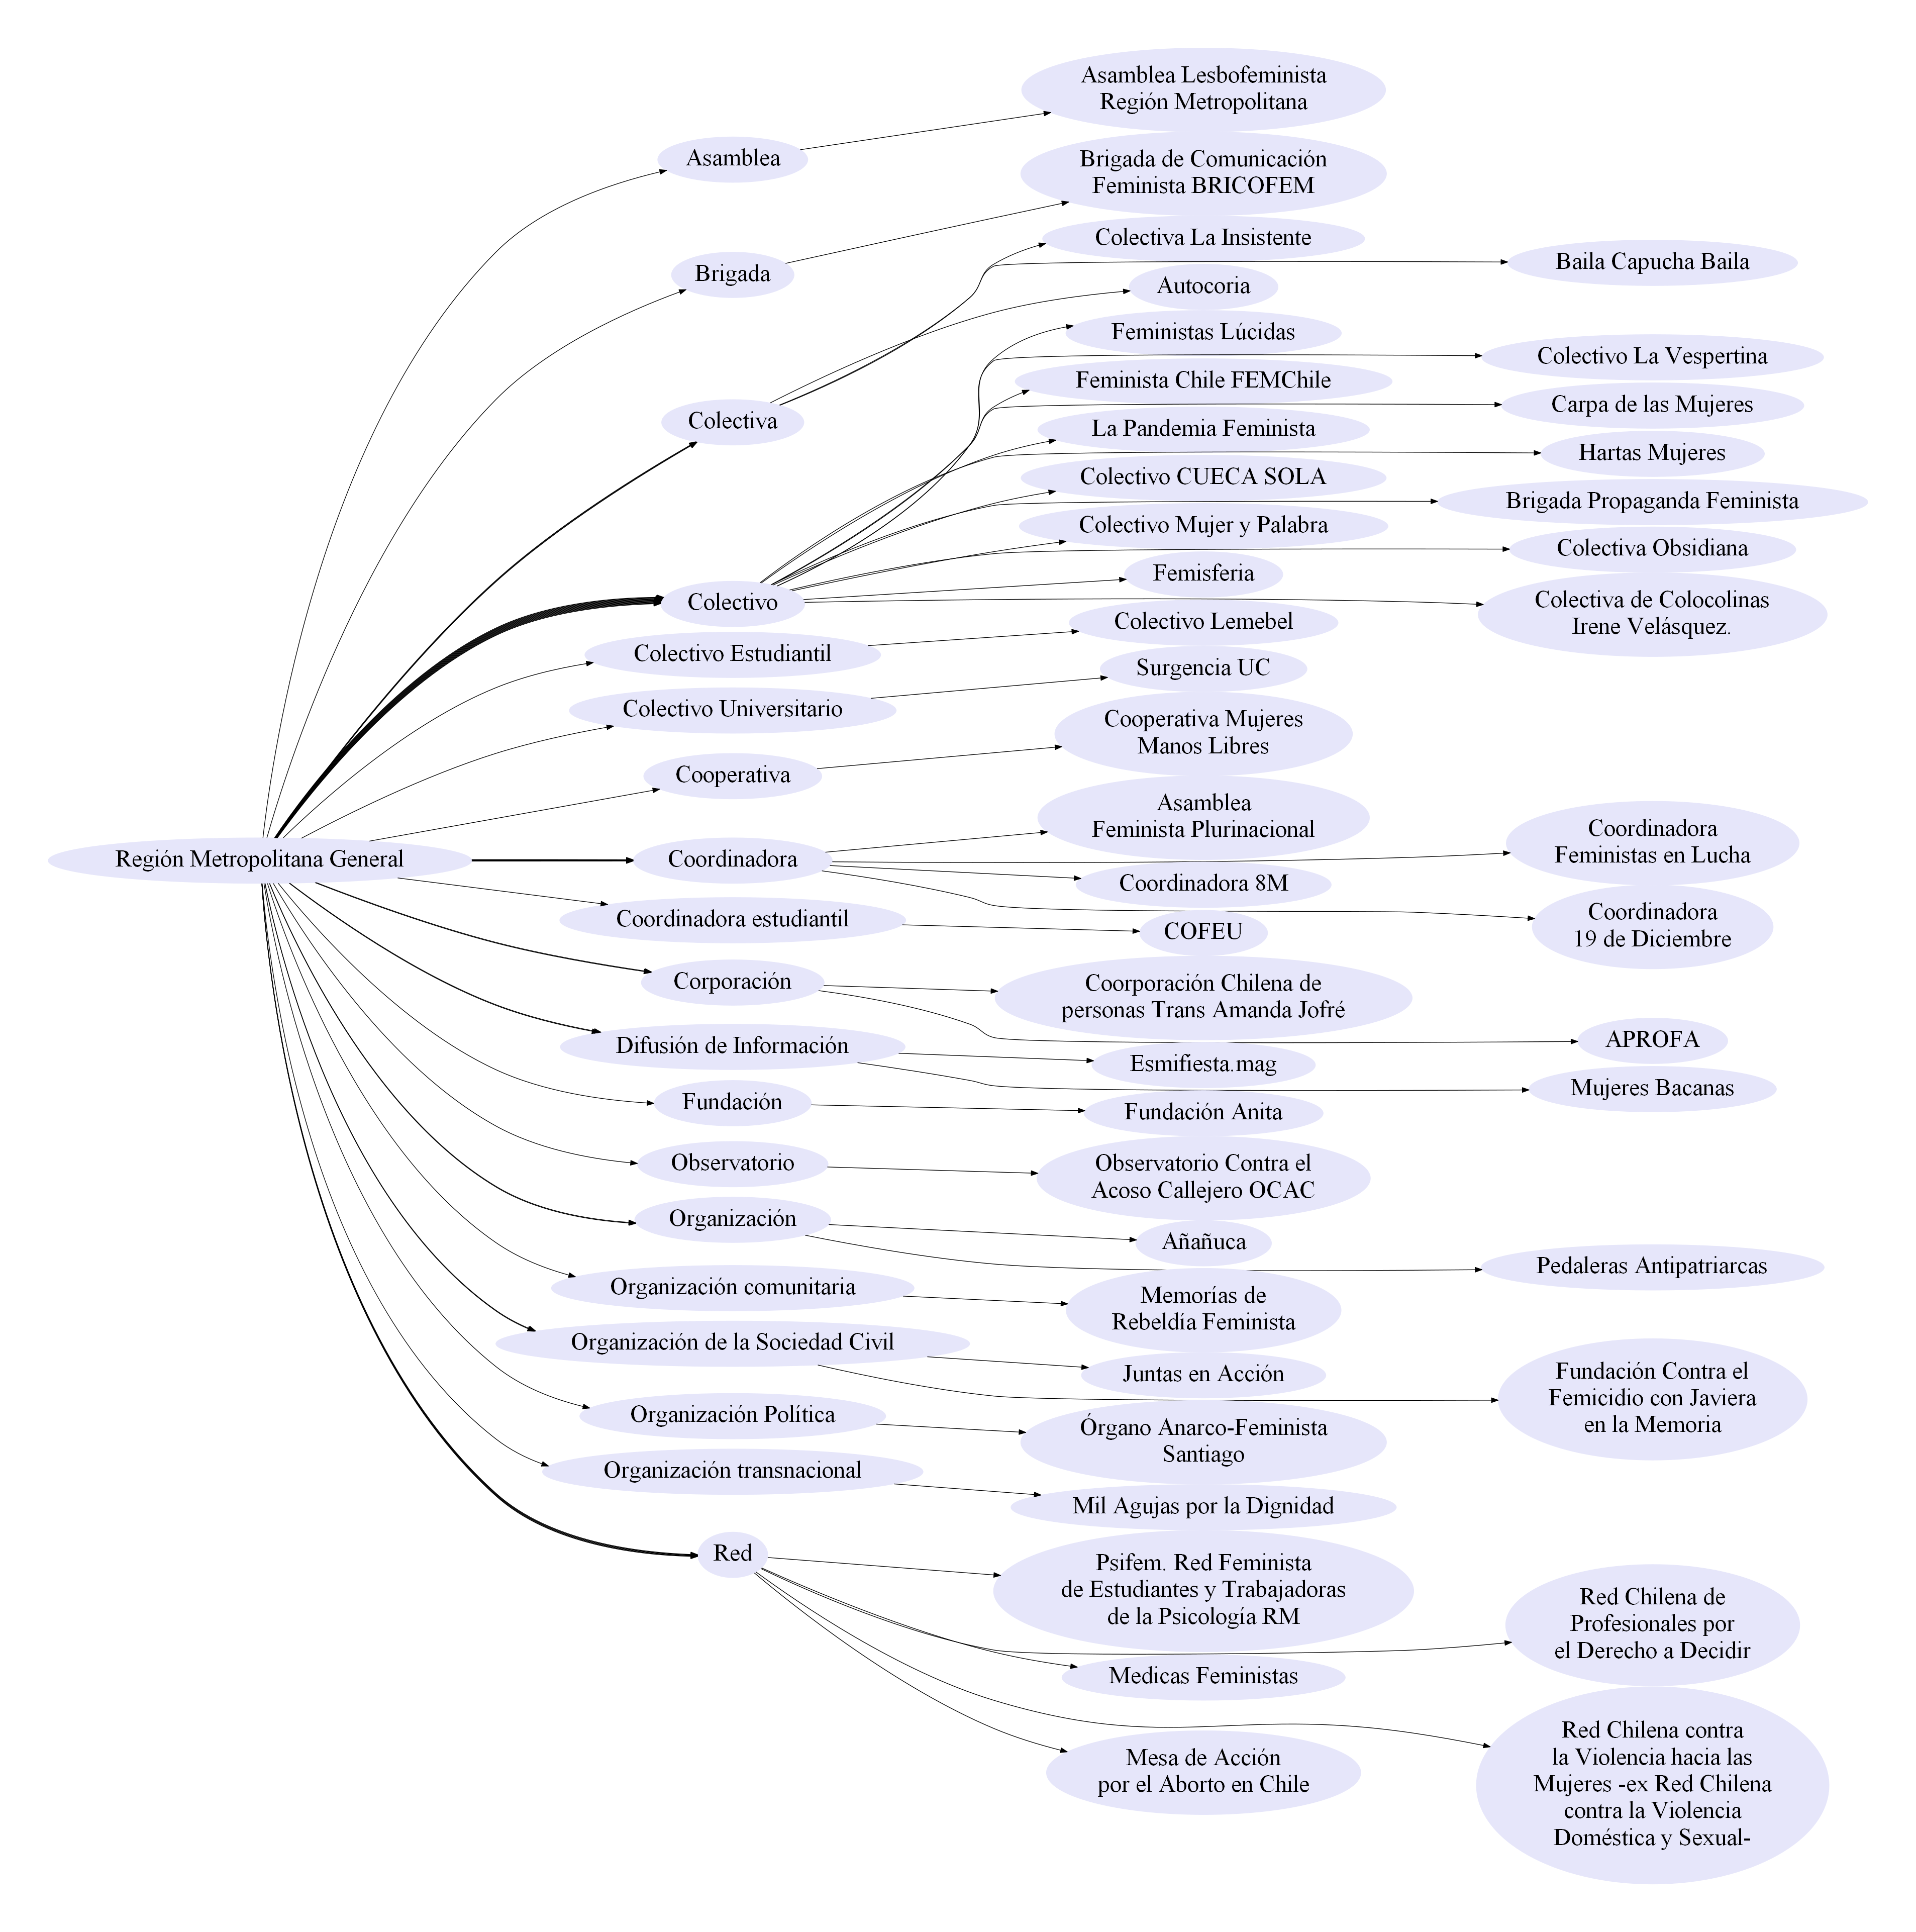 Región Metropolitana General
Asamblea
Brigada
Colectiva
Colectivo
Colectivo Estudiantil
Colectivo Universitario
Cooperativa
Coordinadora
Coordinadora estudiantil
Corporación
Difusión de Información
Fundación
Observatorio
Organización
Organización comunitaria
Organización de la Sociedad Civil
Organización Política
Organización transnacional
Red
Asamblea Lesbofeminista
Región Metropolitana
Brigada de Comunicación
Feminista BRICOFEM
Colectiva La Insistente
Autocoria
Feministas Lúcidas
Feminista Chile FEMChile
La Pandemia Feminista
Colectivo CUECA SOLA
Colectivo Mujer y Palabra
Femisferia
Colectivo Lemebel
Surgencia UC
Cooperativa Mujeres
Manos Libres
Asamblea
Feminista Plurinacional
Coordinadora 8M
COFEU
Coorporación Chilena de
personas Trans Amanda Jofré
Esmifiesta.mag
Fundación Anita
Observatorio Contra el
Acoso Callejero OCAC
Añañuca
Memorías de
Rebeldía Feminista
Juntas en Acción
Órgano Anarco-Feminista
Santiago
Mil Agujas por la Dignidad
Psifem. Red Feminista
de Estudiantes y Trabajadoras
de la Psicología RM
Medicas Feministas
Mesa de Acción
por el Aborto en Chile
Baila Capucha Baila
Colectivo La Vespertina
Carpa de las Mujeres
Hartas Mujeres
Brigada Propaganda Feminista
Colectiva Obsidiana
Colectiva de Colocolinas
Irene Velásquez.
Coordinadora
Feministas en Lucha
Coordinadora
19 de Diciembre
APROFA
Mujeres Bacanas
Pedaleras Antipatriarcas
Fundación Contra el
Femicidio con Javiera
en la Memoria
Red Chilena de
Profesionales por
el Derecho a Decidir
Red Chilena contra
la Violencia hacia las
Mujeres -ex Red Chilena
contra la Violencia
Doméstica y Sexual-